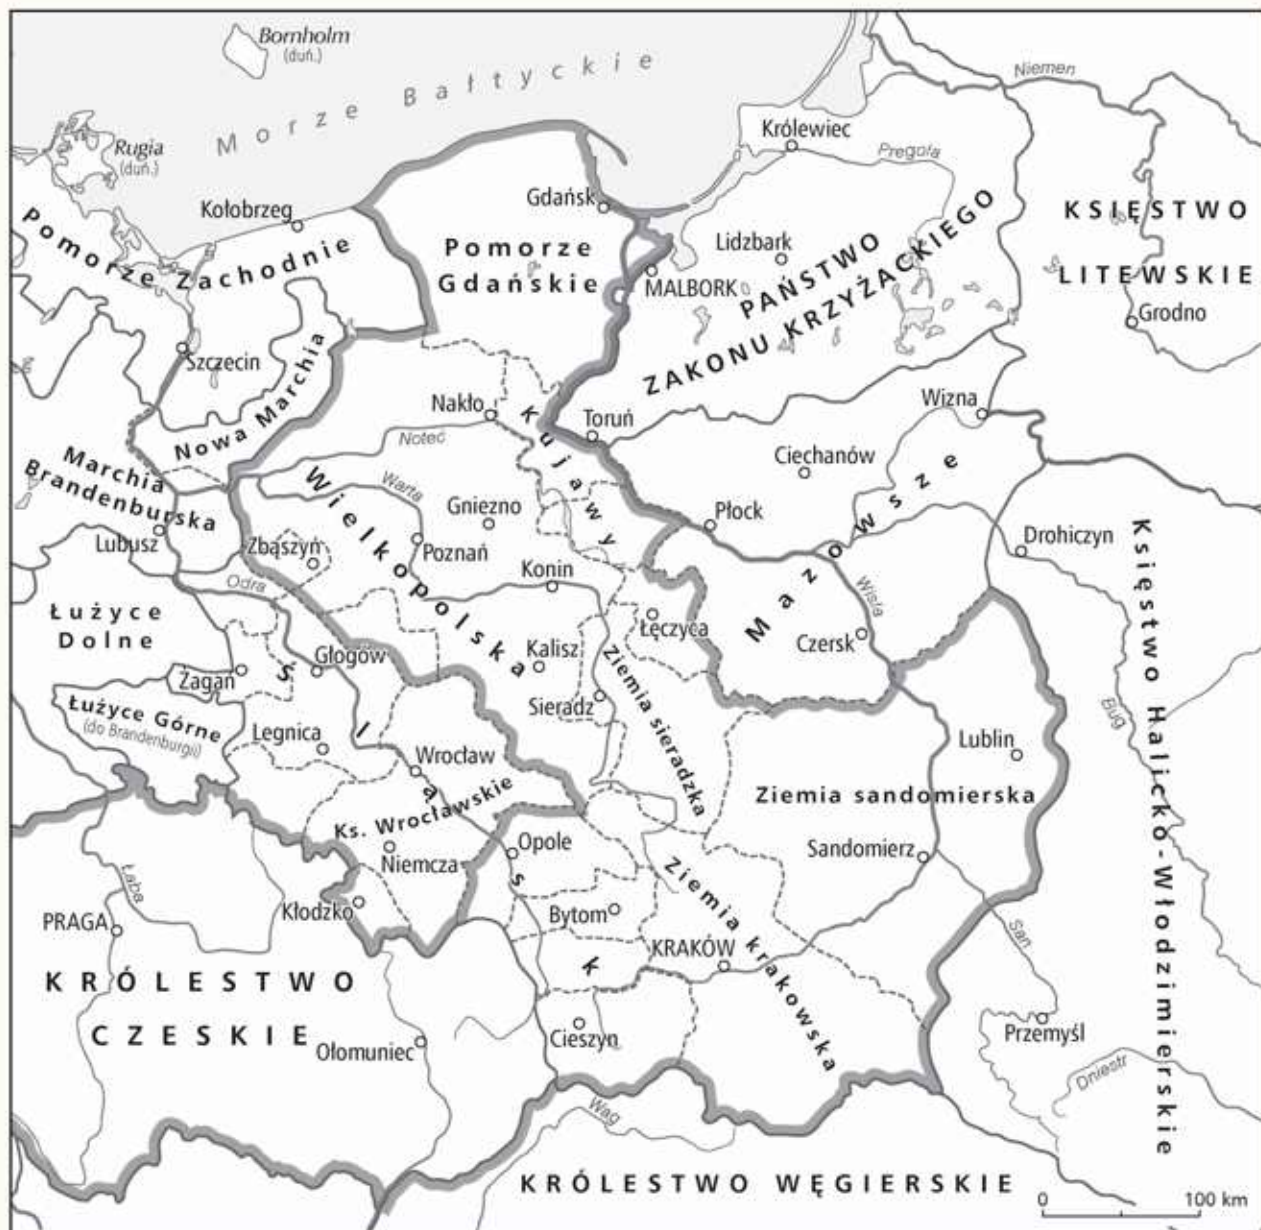 Bornholm
(duń.)
Morze Bałtyckie
Niemen
Rugia
(duń.)
Królewiec
Pregoła
Kołobrzeg
Gdańsk
KSIĘSTWO
LITEWSKIE
Pomorze Zachodnie
Pomorze
Gdańskie
Lidzbark
PAŃSTWO
ZAKONU KRZYŻACKIEGO
MALBORK
Grodno
Szczecin
Nowa Marchia
Nakło
Kujawy
Toruń
Wizna
Noteć
Marchia
Brandenburska
Wielkopolska
Warta
Ciechanów
Mazowsze
Gniezno
Płock
Lubusz
Zbąszyń
Poznań
Drohiczyn
Odra
Konin
Wisła
Łużyce
Dolne
Łęczyca
Czersk
Kalisz
Żagań
Głogów
Śląsk
Sieradz
Ziemia sieradzka
Łużyce Górne
(do Brandenburgii)
Legnica
Wrocław
Lublin
Bug
Księstwo Halicko-Włodzimierskie
Ks. Wrocławskie
Ziemia sandomierska
Niemcza
Opole
Sandomierz
Łaba
Kłodzko
Bytom
Ziemia krakowska
PRAGA
KRAKÓW
San
KRÓLESTWO
CZESKIE
Ołomuniec
Cieszyn
Przemyśl
Dniestr
Wag
KRÓLESTWO WĘGIERSKIE
0 100 km